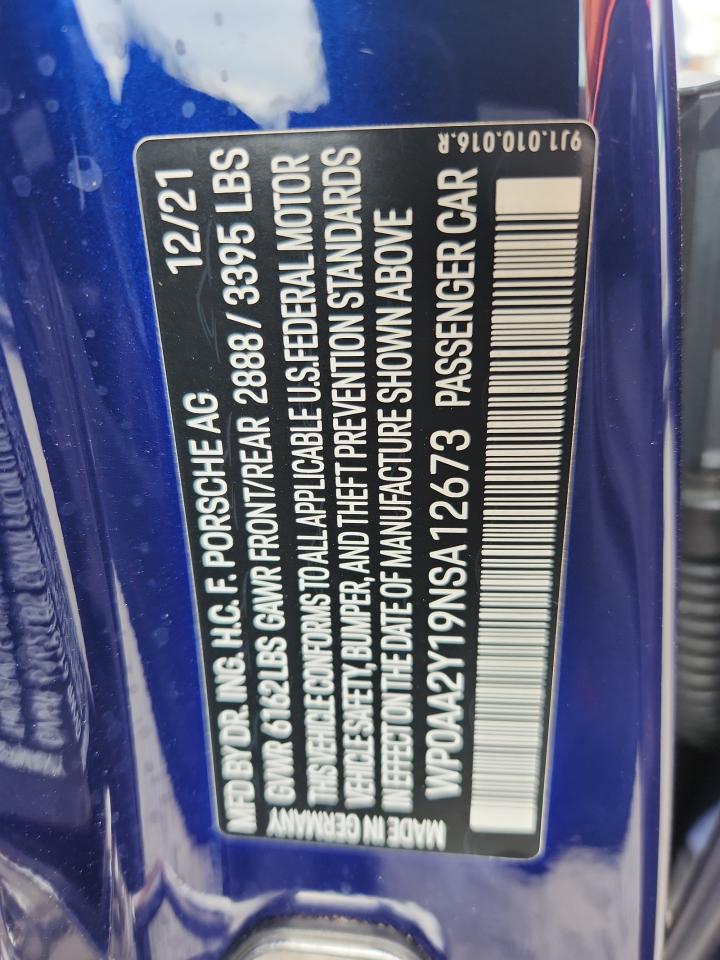 MFD BY DR. ING. H.C. F. PORSCHE AG 12/21
GVWR 6162 LBS GAWR FRONT/REAR 2888 / 3395 LBS
THIS VEHICLE CONFORMS TO ALL APPLICABLE U.S. FEDERAL MOTOR
VEHICLE SAFETY, BUMPER, AND THEFT PREVENTION STANDARDS
IN EFFECT ON THE DATE OF MANUFACTURE SHOWN ABOVE
MADE IN GERMANY WP0AA2Y19NSA12673 PASSENGER CAR
9J1.010.016.R